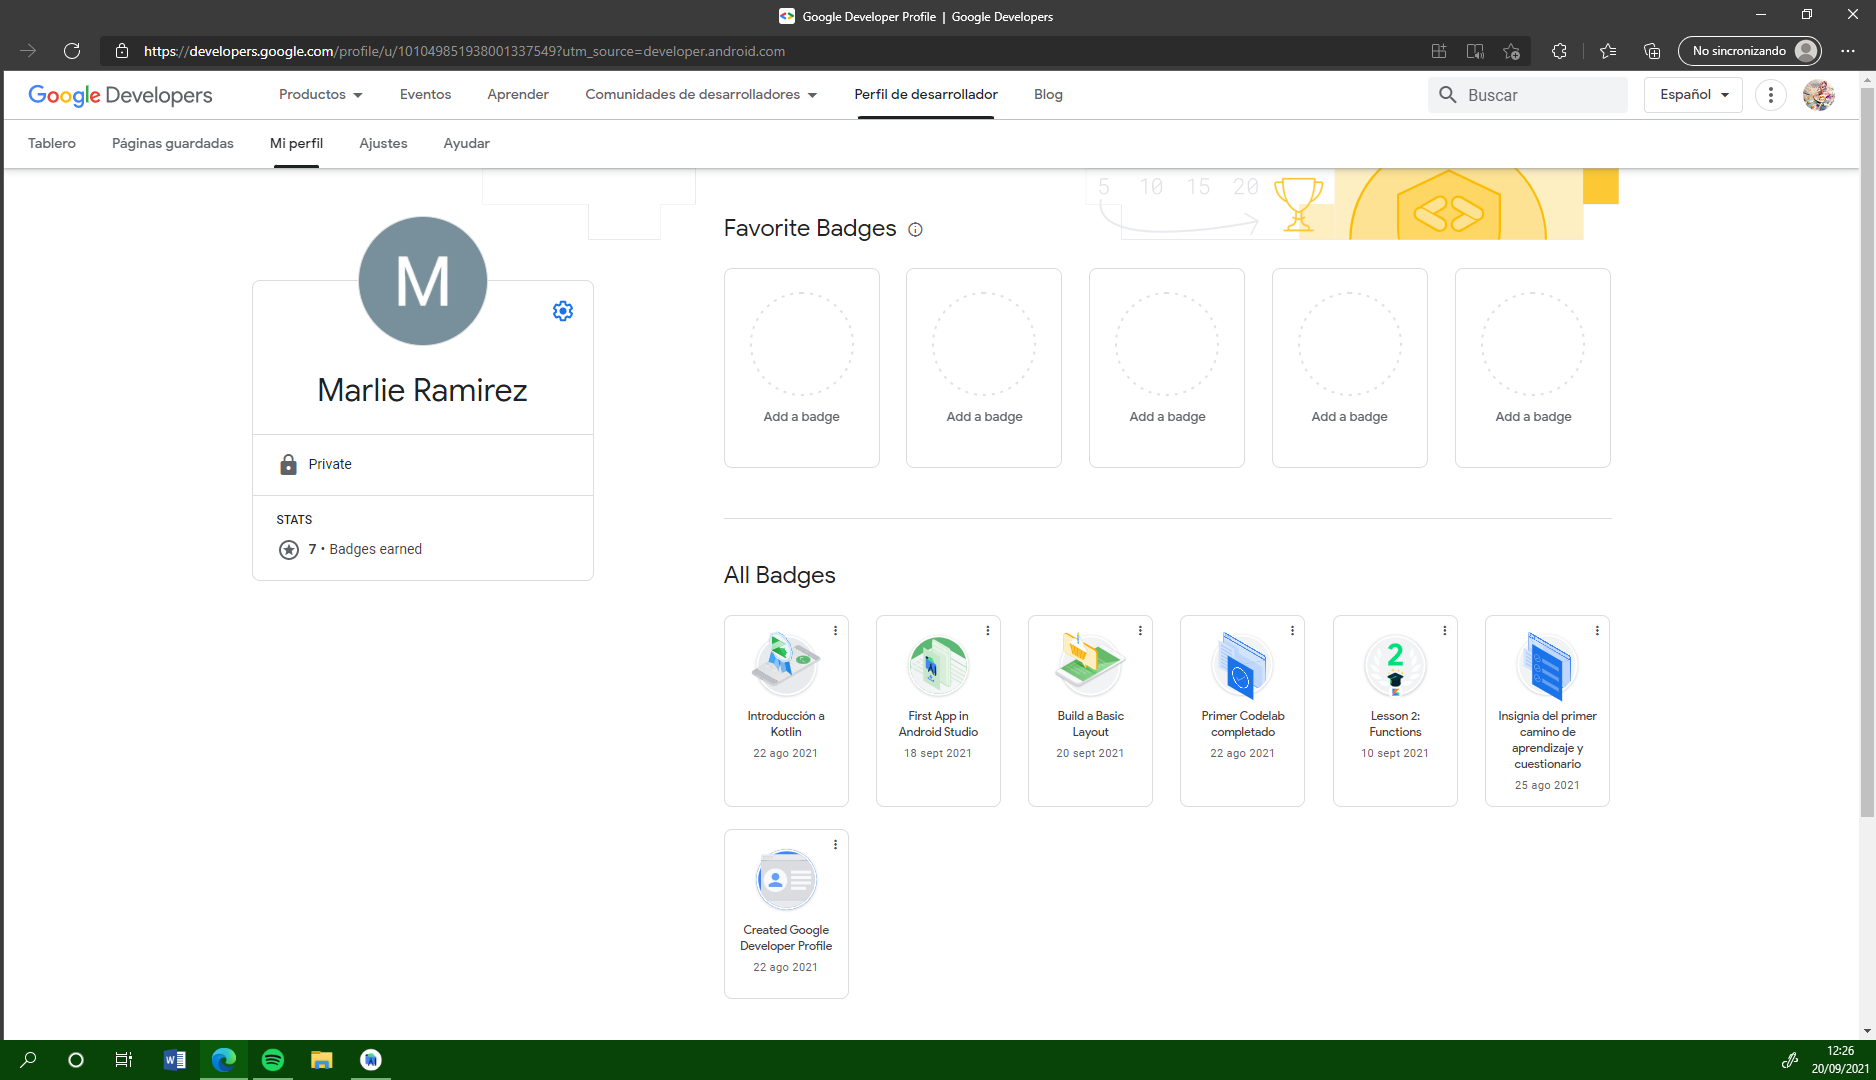 Google Developer Profile | Google Developers
https://developers.google.com/profile/u/101049851938001337549?utm_source=developer.android.com
No sincronizando
Google Developers
Productos
Eventos
Aprender
Comunidades de desarrolladores
Perfil de desarrollador
Blog
Buscar
Español
Tablero
Páginas guardadas
Mi perfil
Ajustes
Ayudar
5 10 15 20
M
Marlie Ramirez
Private
STATS
7 • Badges earned
Favorite Badges
Add a badge
Add a badge
Add a badge
Add a badge
Add a badge
All Badges
Introducción a
Kotlin
22 ago 2021
First App in
Android Studio
18 sept 2021
Build a Basic
Layout
20 sept 2021
Primer Codelab
completado
22 ago 2021
2
Lesson 2:
Functions
10 sept 2021
Insignia del primer
camino de
aprendizaje y
cuestionario
25 ago 2021
Created Google
Developer Profile
22 ago 2021
12:26
20/09/2021